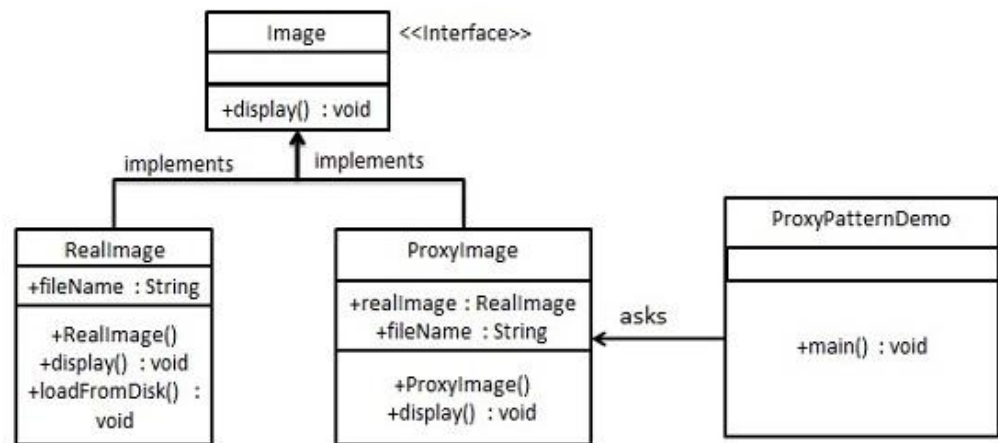 Image
<<Interface>>
+display() : void
implements
implements
RealImage
+fileName : String
+RealImage()
+display() : void
+loadFromDisk() :
void
ProxyImage
+realImage : RealImage
+fileName : String
+ProxyImage()
+display() : void
asks
ProxyPatternDemo
+main() : void